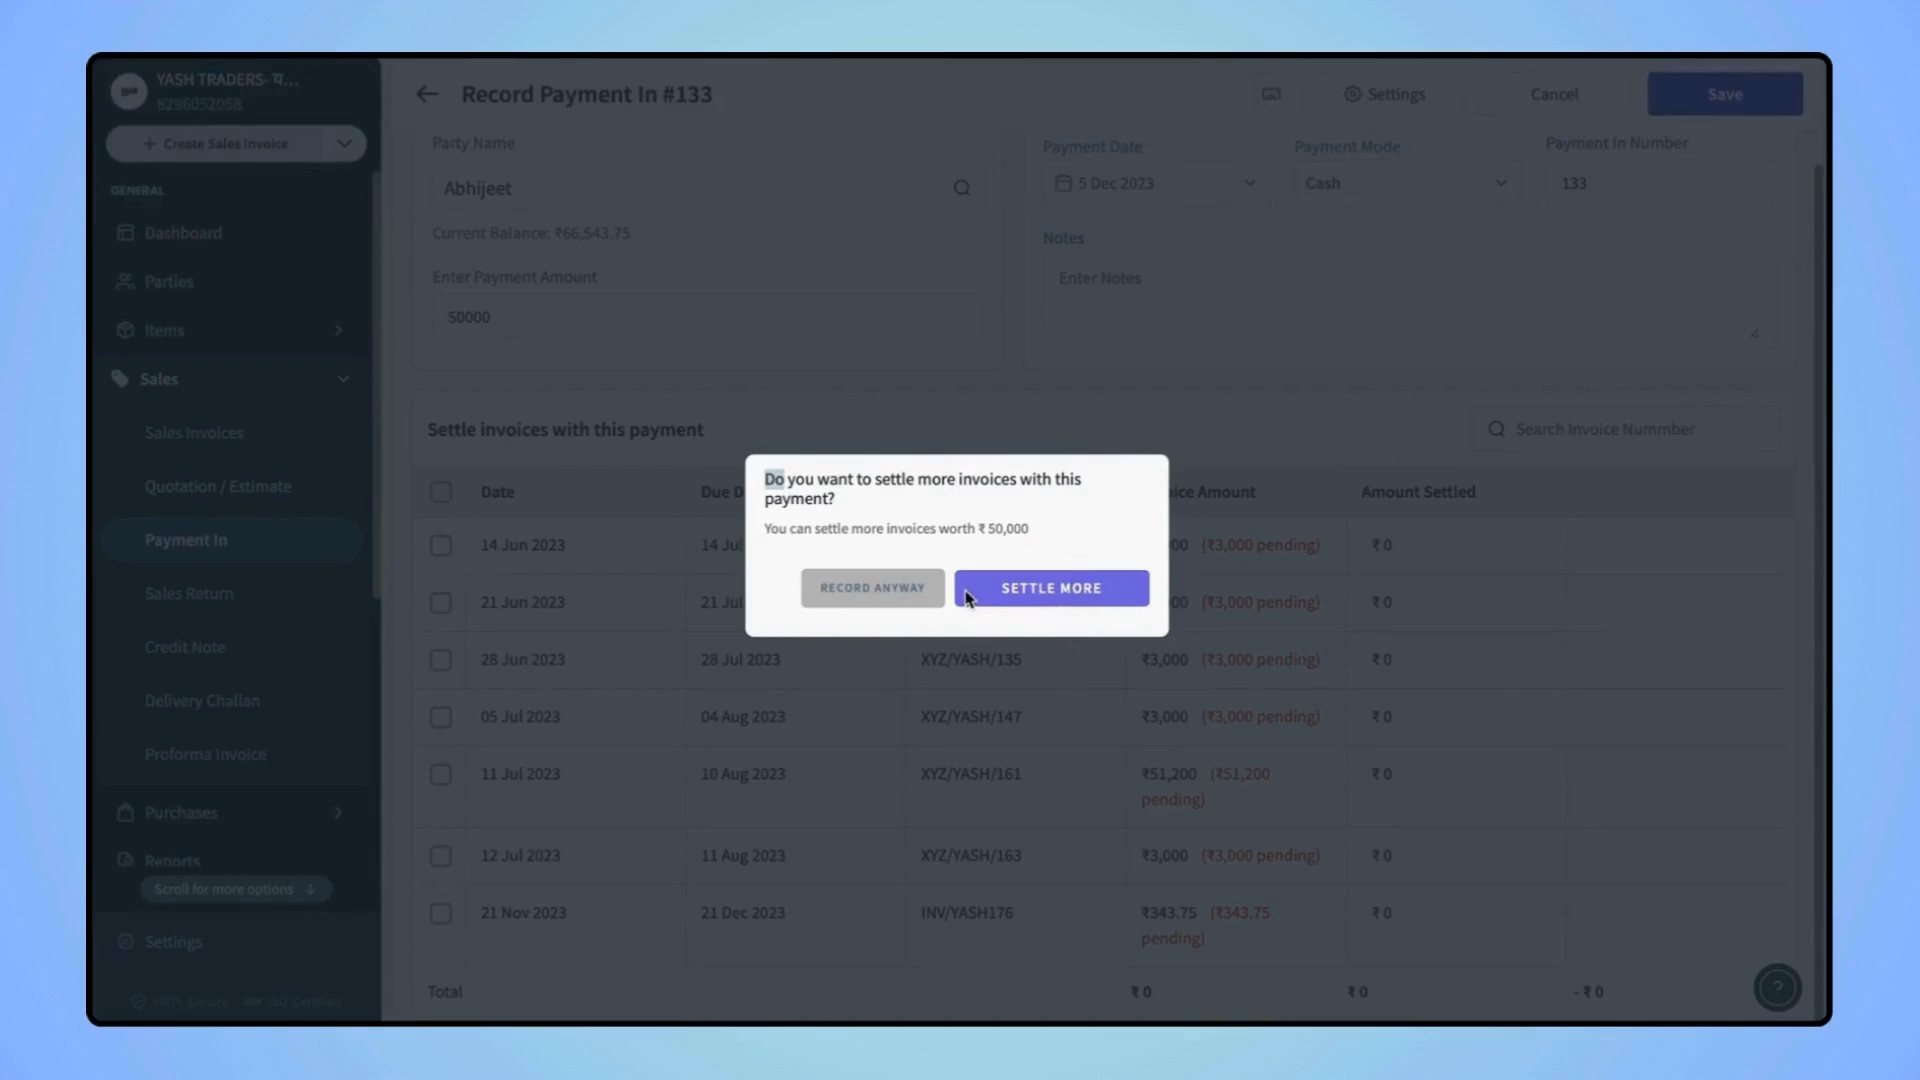 YASH TRADERS- य...
8296052058
+ Create Sales Invoice
GENERAL
Dashboard
Parties
Items
Sales
Sales Invoices
Quotation / Estimate
Payment In
Sales Return
Credit Note
Delivery Challan
Proforma Invoice
Purchases
Reports
Scroll for more options ↓
Settings
100% Secure ISO Certified
Record Payment In #133
Settings
Cancel
Save
Party Name
Abhijeet
Current Balance: ₹66,543.75
Enter Payment Amount
50000
Payment Date
5 Dec 2023
Payment Mode
Cash
Payment In Number
133
Notes
Enter Notes
Settle invoices with this payment
Search Invoice Nummber
Date Due D ice Amount Amount Settled
14 Jun 2023 14 Jul 00 (₹3,000 pending) ₹ 0
21 Jun 2023 21 Jul 00 (₹3,000 pending) ₹ 0
28 Jun 2023 28 Jul 2023 XYZ/YASH/135 ₹3,000 (₹3,000 pending) ₹ 0
05 Jul 2023 04 Aug 2023 XYZ/YASH/147 ₹3,000 (₹3,000 pending) ₹ 0
11 Jul 2023 10 Aug 2023 XYZ/YASH/161 ₹51,200 (₹51,200 ₹ 0
pending)
12 Jul 2023 11 Aug 2023 XYZ/YASH/163 ₹3,000 (₹3,000 pending) ₹ 0
21 Nov 2023 21 Dec 2023 INV/YASH176 ₹343.75 (₹343.75 ₹ 0
pending)
Total ₹ 0 ₹ 0 - ₹ 0
?
Do you want to settle more invoices with this
payment?
You can settle more invoices worth ₹ 50,000
RECORD ANYWAY
SETTLE MORE